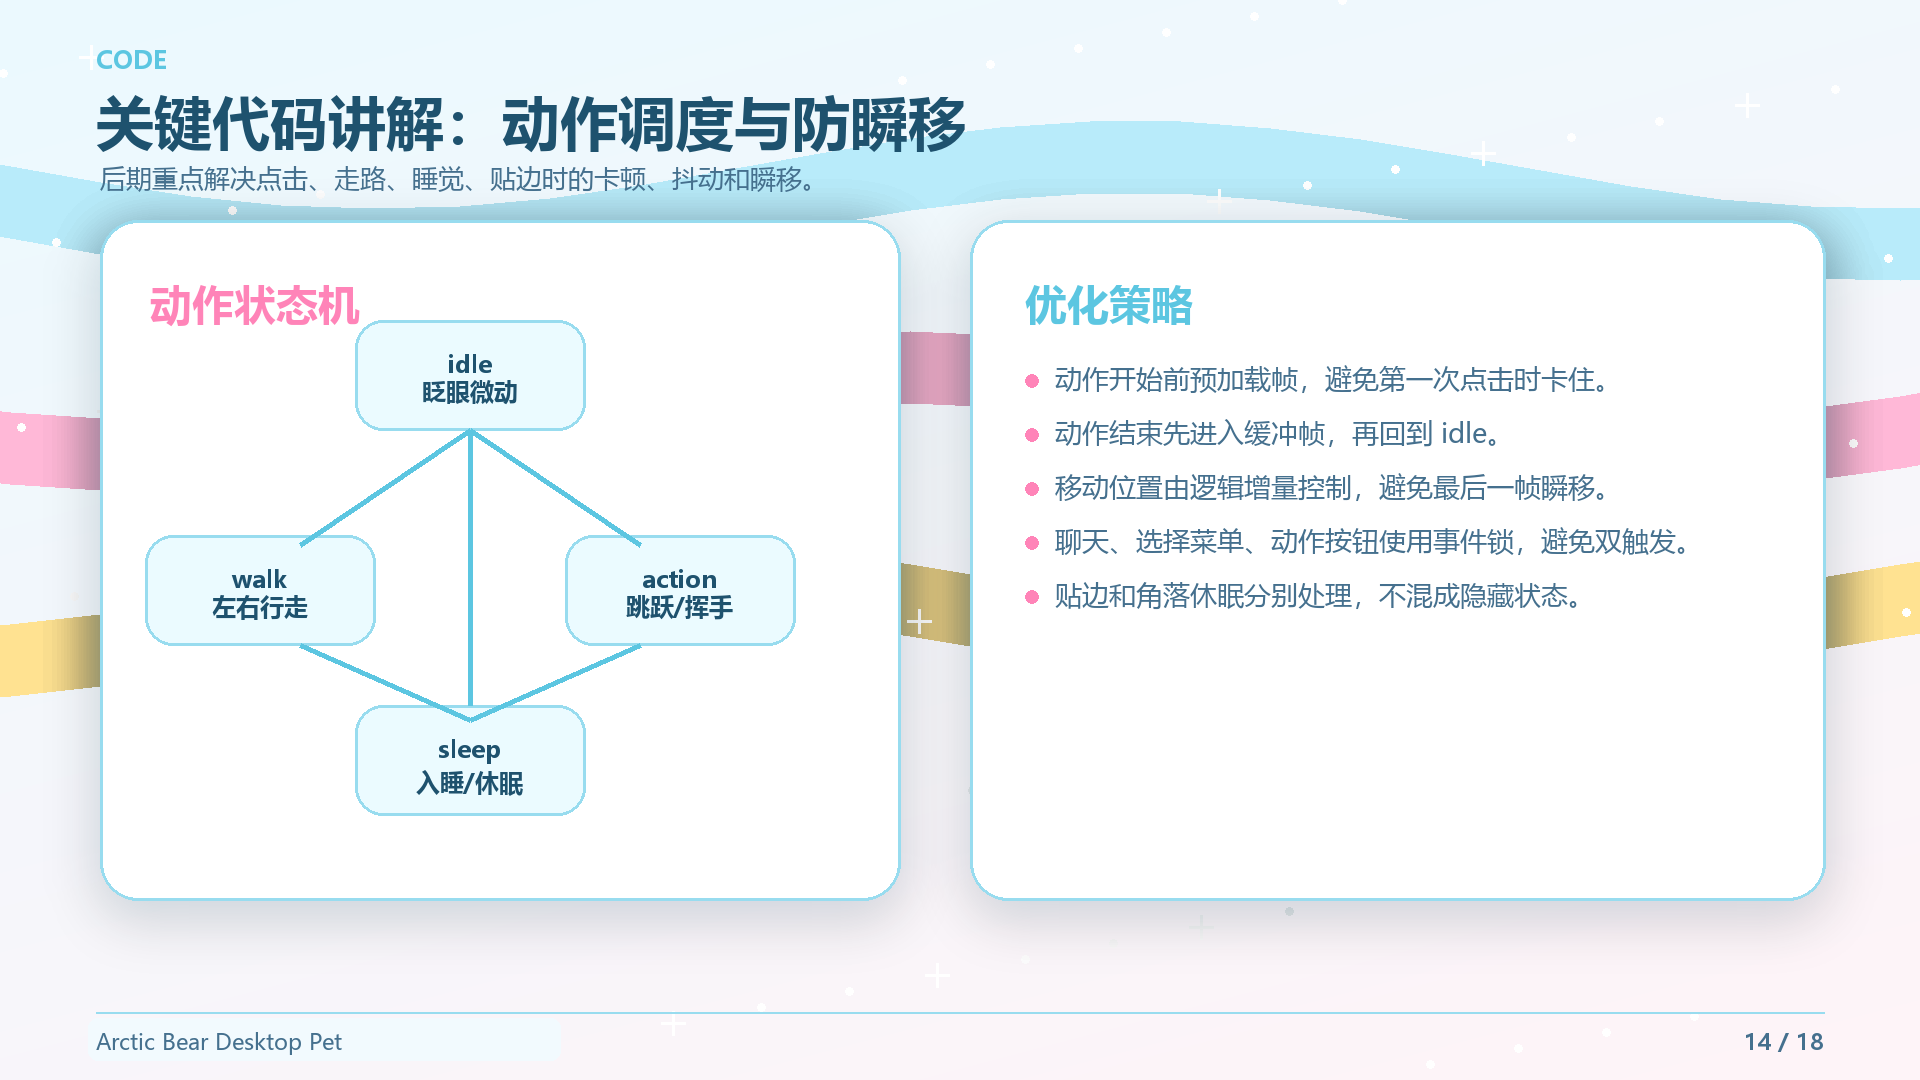 CODE
关键代码讲解：动作调度与防瞬移
后期重点解决点击、走路、睡觉、贴边时的卡顿、抖动和瞬移。
动作状态机
idle
眨眼微动
walk
左右行走
action
跳跃/挥手
sleep
入睡/休眠
优化策略
动作开始前预加载帧，避免第一次点击时卡住。
动作结束先进入缓冲帧，再回到 idle。
移动位置由逻辑增量控制，避免最后一帧瞬移。
聊天、选择菜单、动作按钮使用事件锁，避免双触发。
贴边和角落休眠分别处理，不混成隐藏状态。
Arctic Bear Desktop Pet
14 / 18